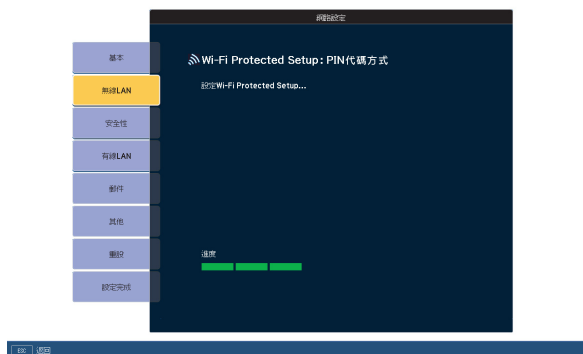 網路設定
基本
無線LAN
安全性
有線LAN
郵件
其他
重設
設定完成
Wi-Fi Protected Setup: PIN代碼方式
設定Wi-Fi Protected Setup...
進度
ESC 返回